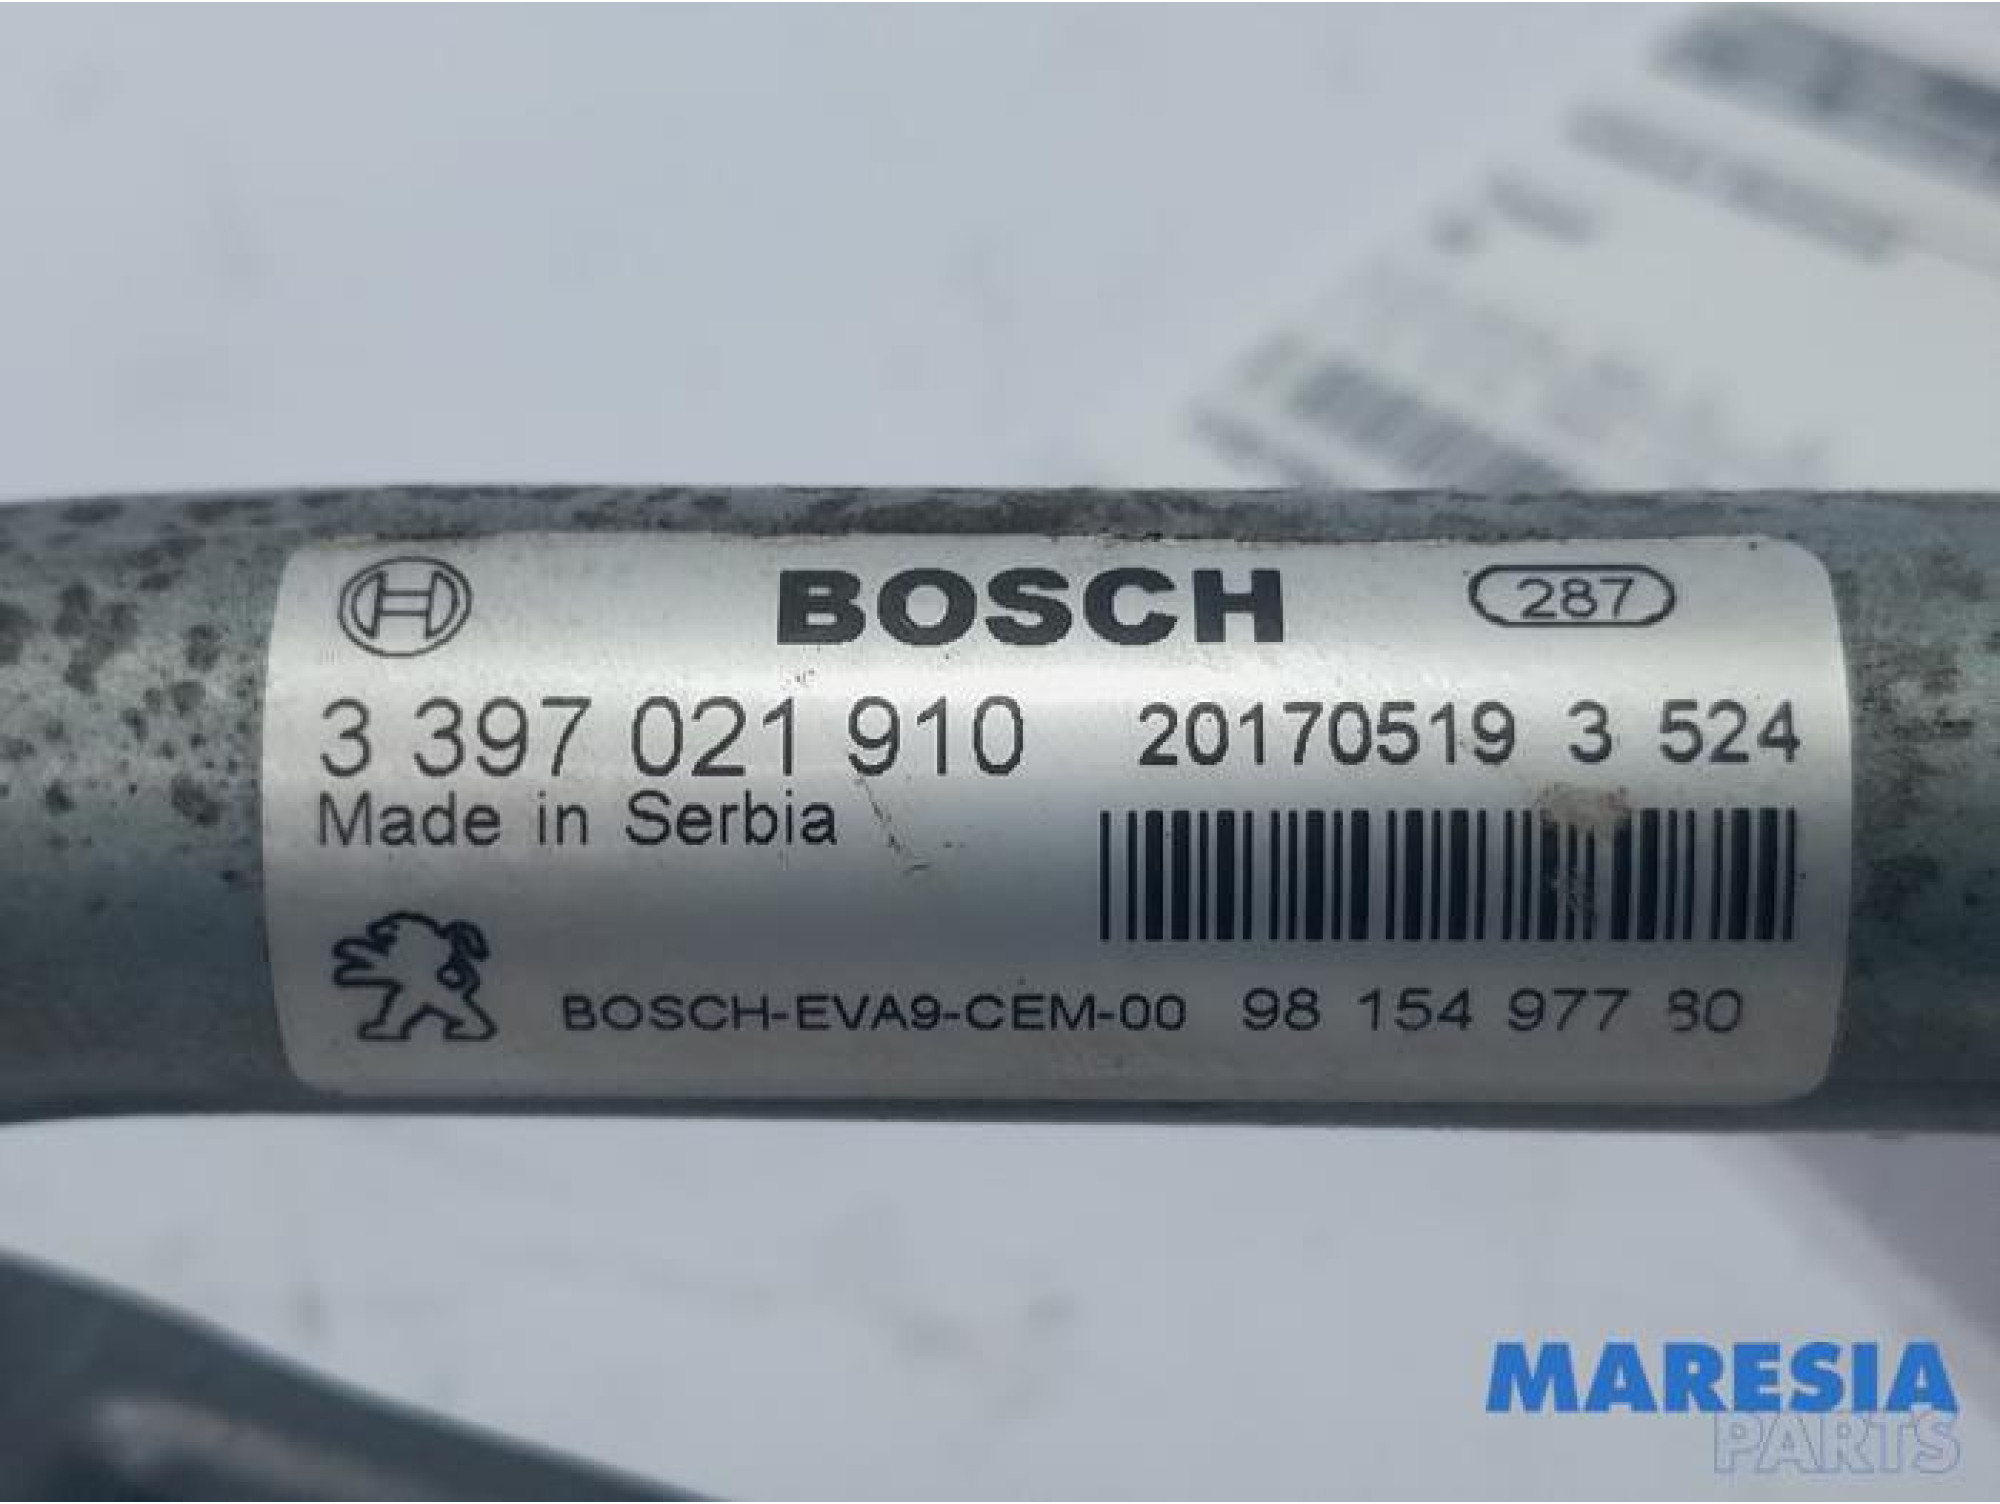 BOSCH 287
3 397 021 910 20170519 3 524
Made in Serbia
BOSCH-EVA9-CEM-00 98 154 977 80
MARESIA
PARTS